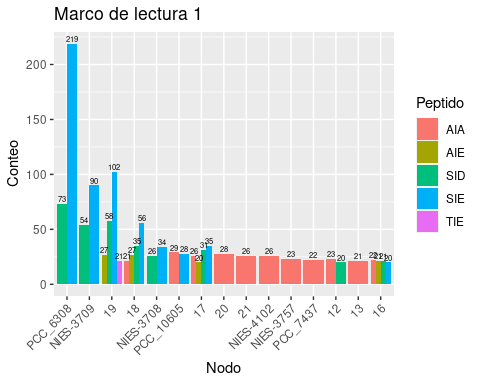 Marco de lectura 1
Conteo
200
150
100
50
0
219
73
90
54
102
58
27
21
21
27
35
56
26
34
29
28
26
20
31
35
28
26
26
23
22
23
20
21
22
21
21
20
PCC_6308
NIES-3709
19
18
NIES-3708
PCC_10605
17
20
21
NIES-4102
NIES-3757
PCC_7437
12
13
16
Nodo
Peptido
AIA
AIE
SID
SIE
TIE